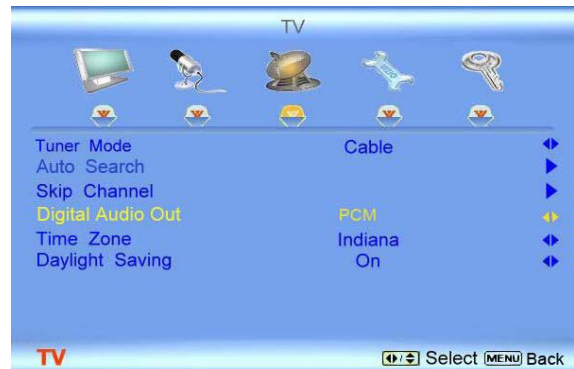 TV
Tuner Mode Cable
Auto Search
Skip Channel
Digital Audio Out PCM
Time Zone Indiana
Daylight Saving On
TV Select MENU Back